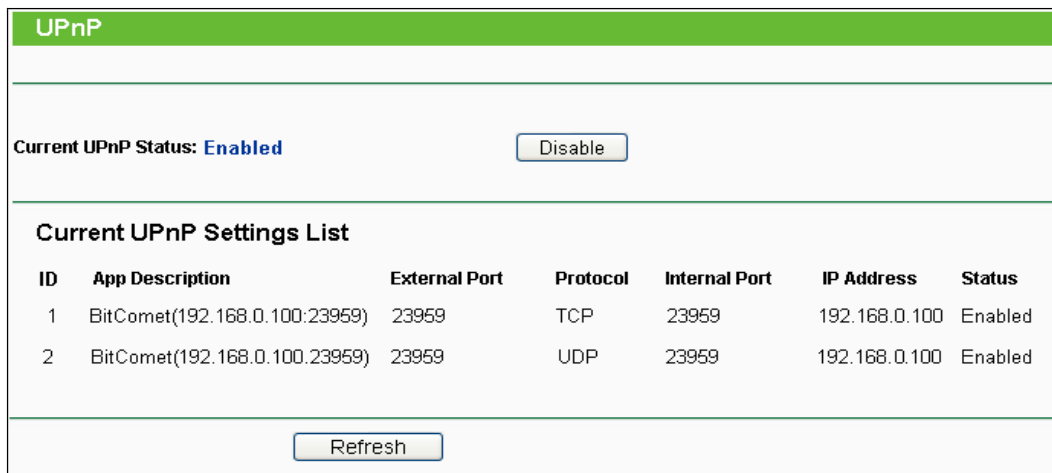 UPnP
Current UPnP Status: Enabled Disable
Current UPnP Settings List
ID App Description External Port Protocol Internal Port IP Address Status
1 BitComet(192.168.0.100:23959) 23959 TCP 23959 192.168.0.100 Enabled
2 BitComet(192.168.0.100.23959) 23959 UDP 23959 192.168.0.100 Enabled
Refresh